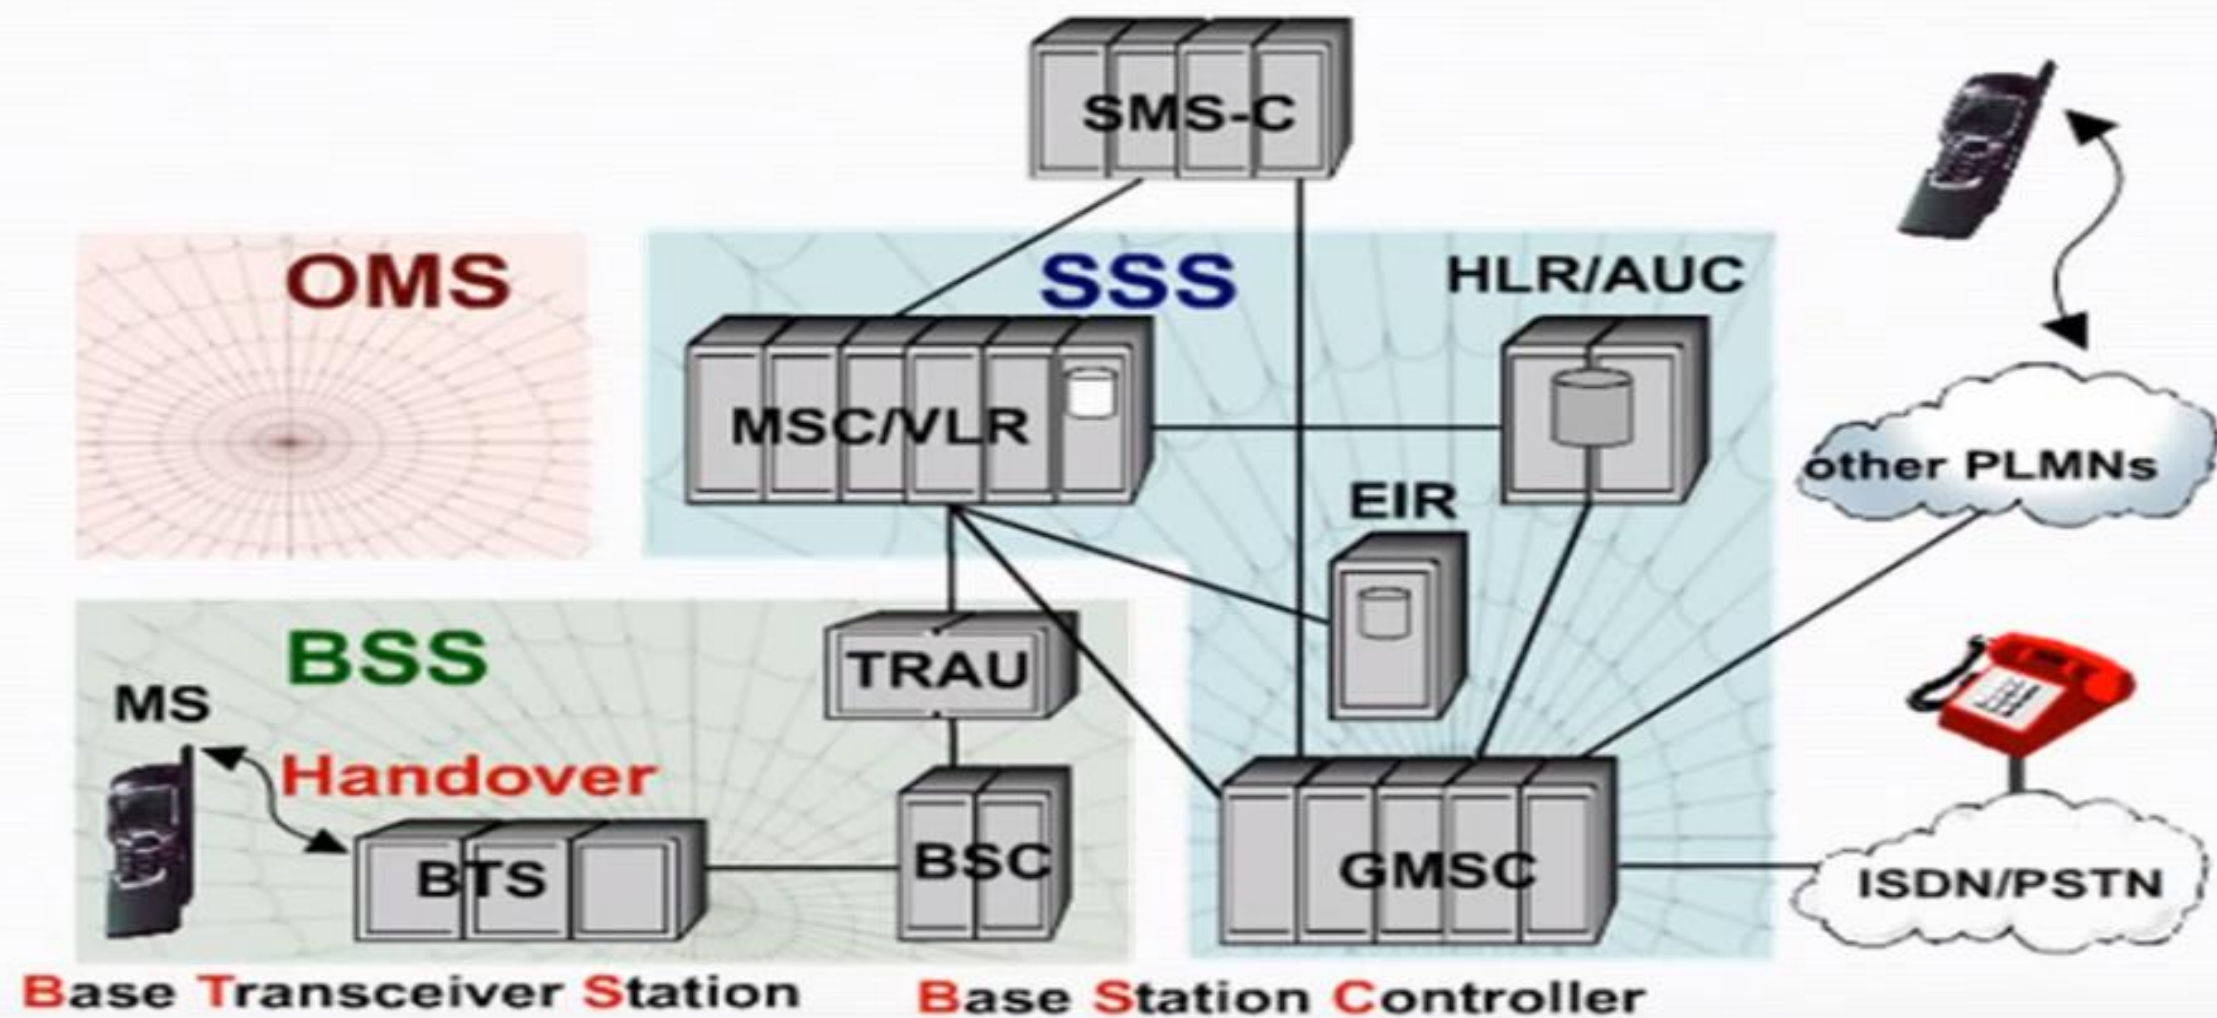 SMS-C
OMS
SSS
HLR/AUC
MSC/VLR
other PLMNs
EIR
BSS
TRAU
MS
Handover
BTS
BSC
GMSC
ISDN/PSTN
Base Transceiver Station
Base Station Controller